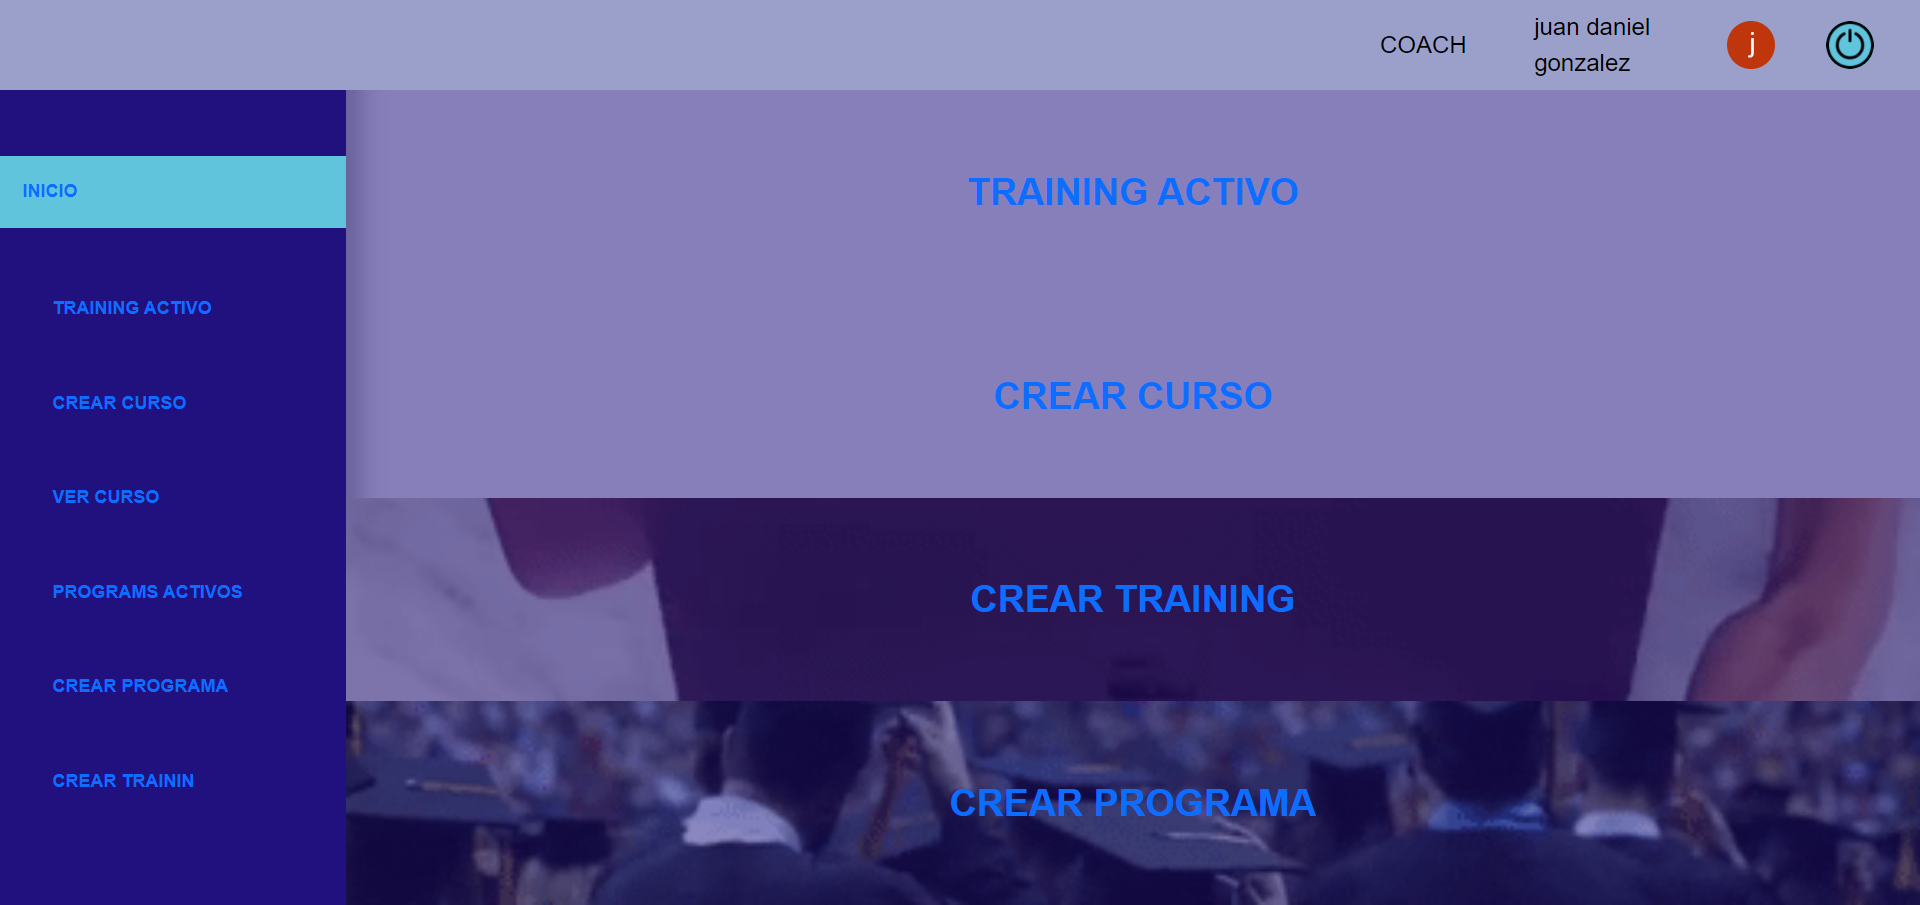 COACH
juan daniel
gonzalez
j
INICIO
TRAINING ACTIVO
CREAR CURSO
VER CURSO
PROGRAMS ACTIVOS
CREAR PROGRAMA
CREAR TRAININ
TRAINING ACTIVO
CREAR CURSO
CREAR TRAINING
CREAR PROGRAMA